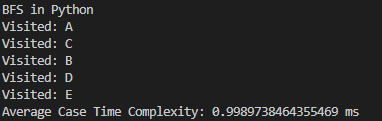 BFS in Python
Visited: A
Visited: C
Visited: B
Visited: D
Visited: E
Average Case Time Complexity: 0.9989738464355469 ms